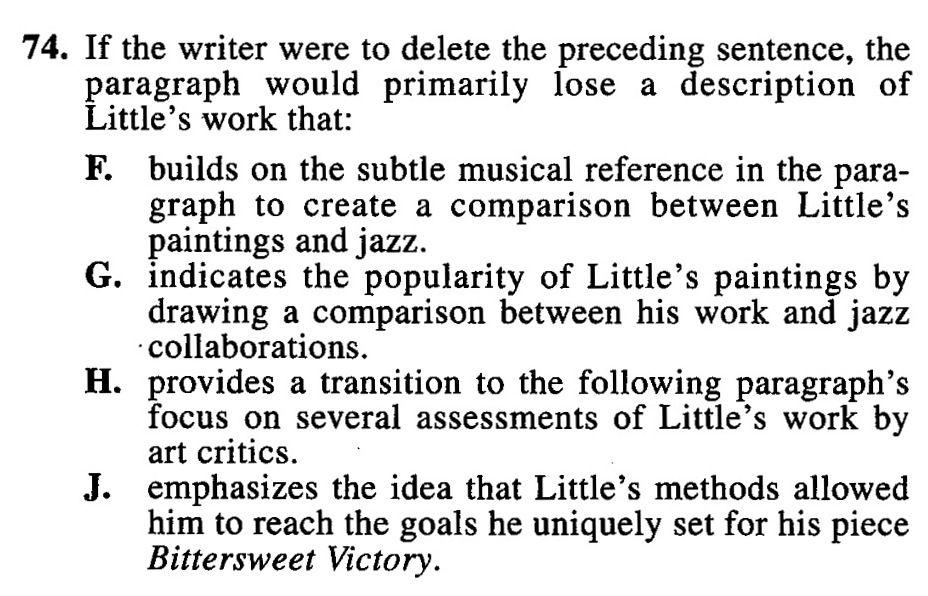 74. If the writer were to delete the preceding sentence, the
paragraph would primarily lose a description of
Little's work that:
F. builds on the subtle musical reference in the para-
graph to create a comparison between Little's
paintings and jazz.
G. indicates the popularity of Little's paintings by
drawing a comparison between his work and jazz
collaborations.
H. provides a transition to the following paragraph's
focus on several assessments of Little's work by
art critics.
J. emphasizes the idea that Little's methods allowed
him to reach the goals he uniquely set for his piece
Bittersweet Victory.